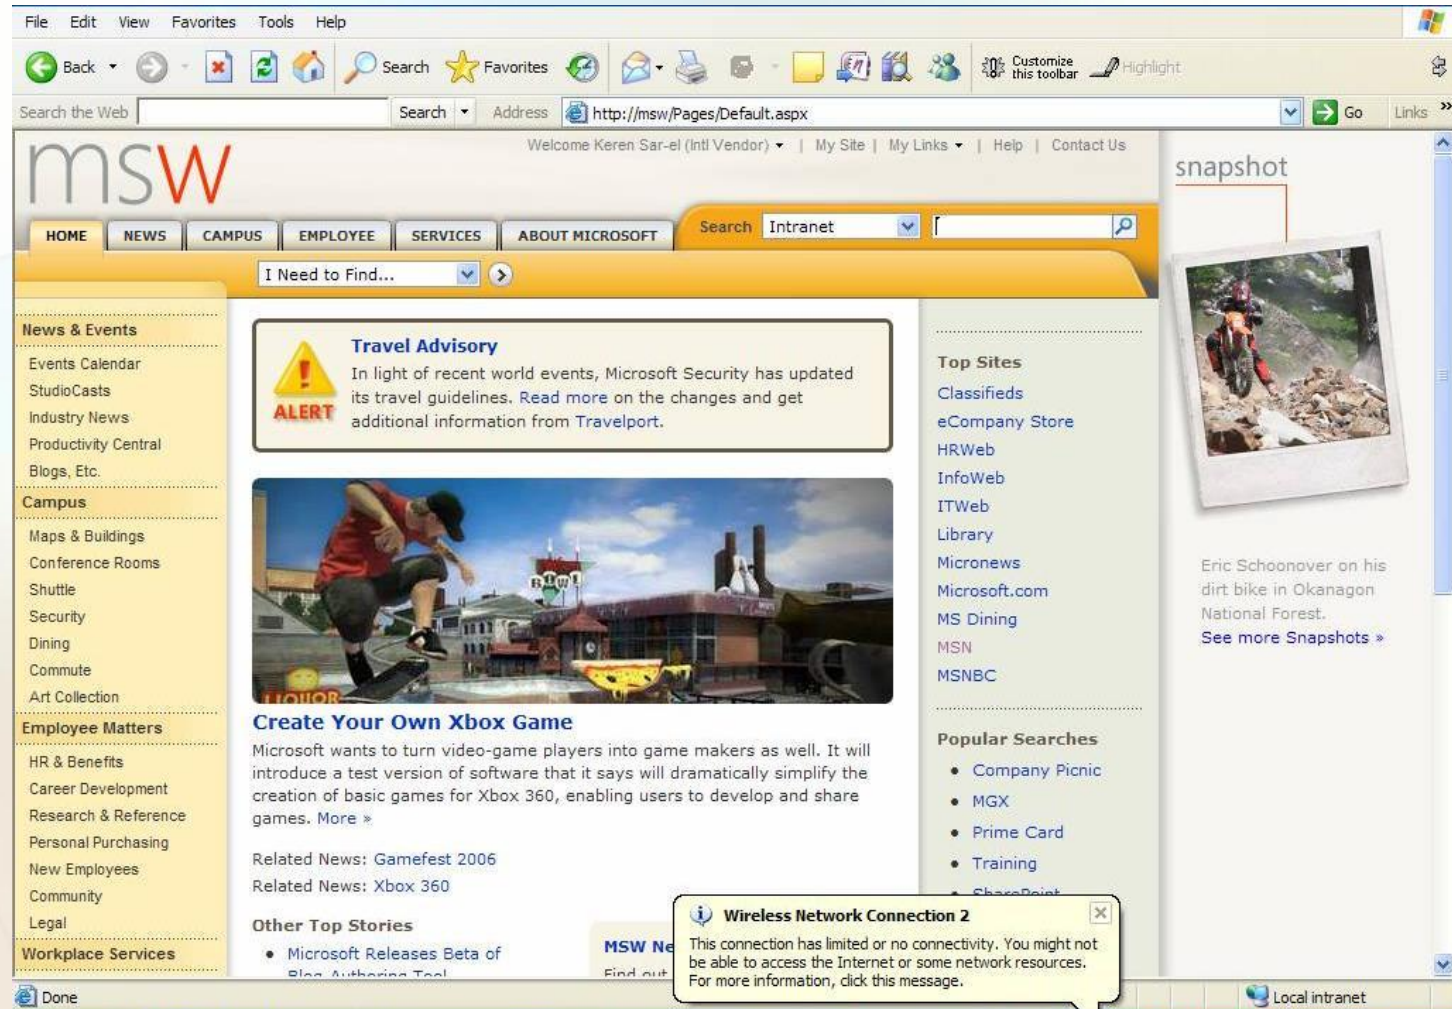 File Edit View Favorites Tools Help
Back Search Favorites Customize this toolbar Highlight
Search the Web Search Address http://msw/Pages/Default.aspx Go Links »
msw
Welcome Keren Sar-el (Intl Vendor) | My Site | My Links | Help | Contact Us
HOME NEWS CAMPUS EMPLOYEE SERVICES ABOUT MICROSOFT Search Intranet
I Need to Find...
News & Events
Events Calendar
StudioCasts
Industry News
Productivity Central
Blogs, Etc.
Campus
Maps & Buildings
Conference Rooms
Shuttle
Security
Dining
Commute
Art Collection
Employee Matters
HR & Benefits
Career Development
Research & Reference
Personal Purchasing
New Employees
Community
Legal
Workplace Services
ALERT
Travel Advisory
In light of recent world events, Microsoft Security has updated
its travel guidelines. Read more on the changes and get
additional information from Travelport.
BOWL
LIQUOR
Create Your Own Xbox Game
Microsoft wants to turn video-game players into game makers as well. It will
introduce a test version of software that it says will dramatically simplify the
creation of basic games for Xbox 360, enabling users to develop and share
games. More »
Related News: Gamefest 2006
Related News: Xbox 360
Other Top Stories
• Microsoft Releases Beta of
Blog Authoring Tool
MSW Ne
Find out
Top Sites
Classifieds
eCompany Store
HRWeb
InfoWeb
ITWeb
Library
Micronews
Microsoft.com
MS Dining
MSN
MSNBC
Popular Searches
• Company Picnic
• MGX
• Prime Card
• Training
• SharePoint
snapshot
Eric Schoonover on his
dirt bike in Okanagon
National Forest.
See more Snapshots »
Wireless Network Connection 2
This connection has limited or no connectivity. You might not
be able to access the Internet or some network resources.
For more information, click this message.
Done
Local intranet